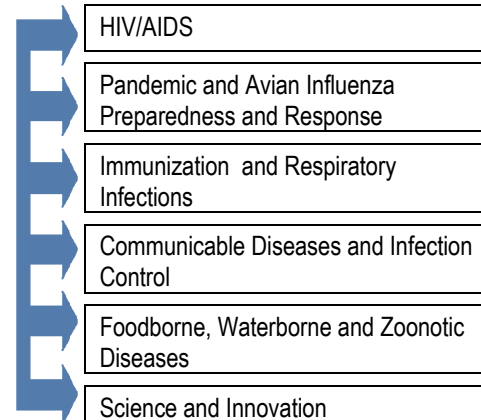 HIV/AIDS
Pandemic and Avian Influenza
Preparedness and Response
Immunization and Respiratory
Infections
Communicable Diseases and Infection
Control
Foodborne, Waterborne and Zoonotic
Diseases
Science and Innovation